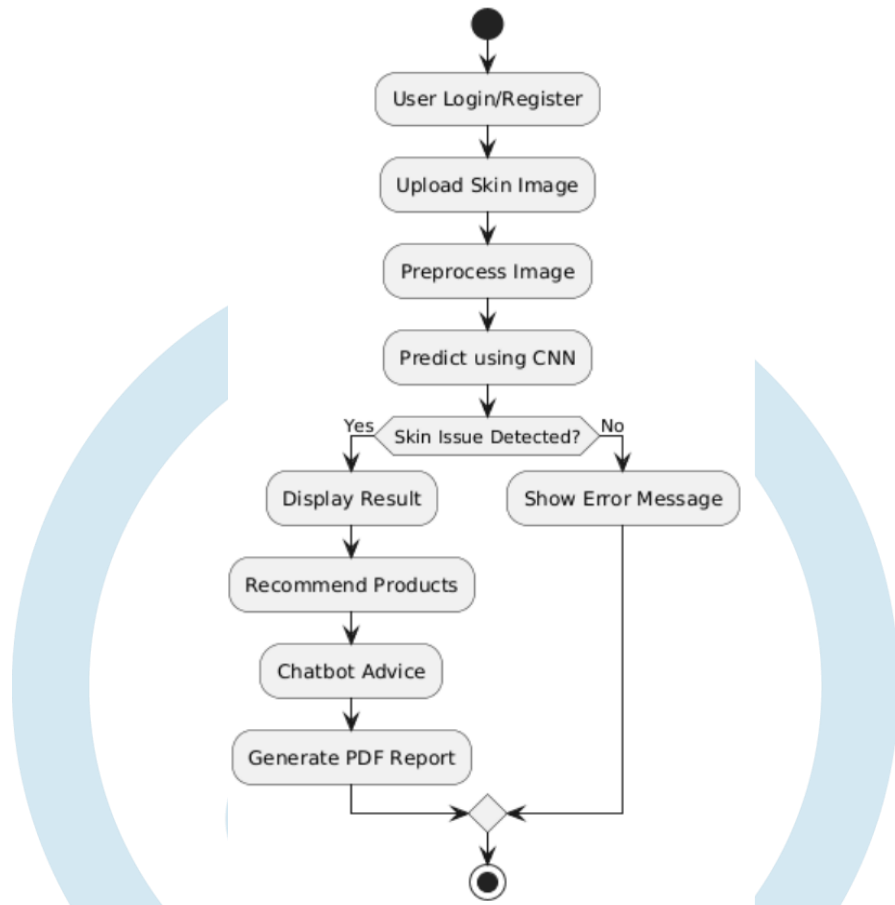 User Login/Register
Upload Skin Image
Preprocess Image
Predict using CNN
Yes
Skin Issue Detected?
No
Display Result
Show Error Message
Recommend Products
Chatbot Advice
Generate PDF Report